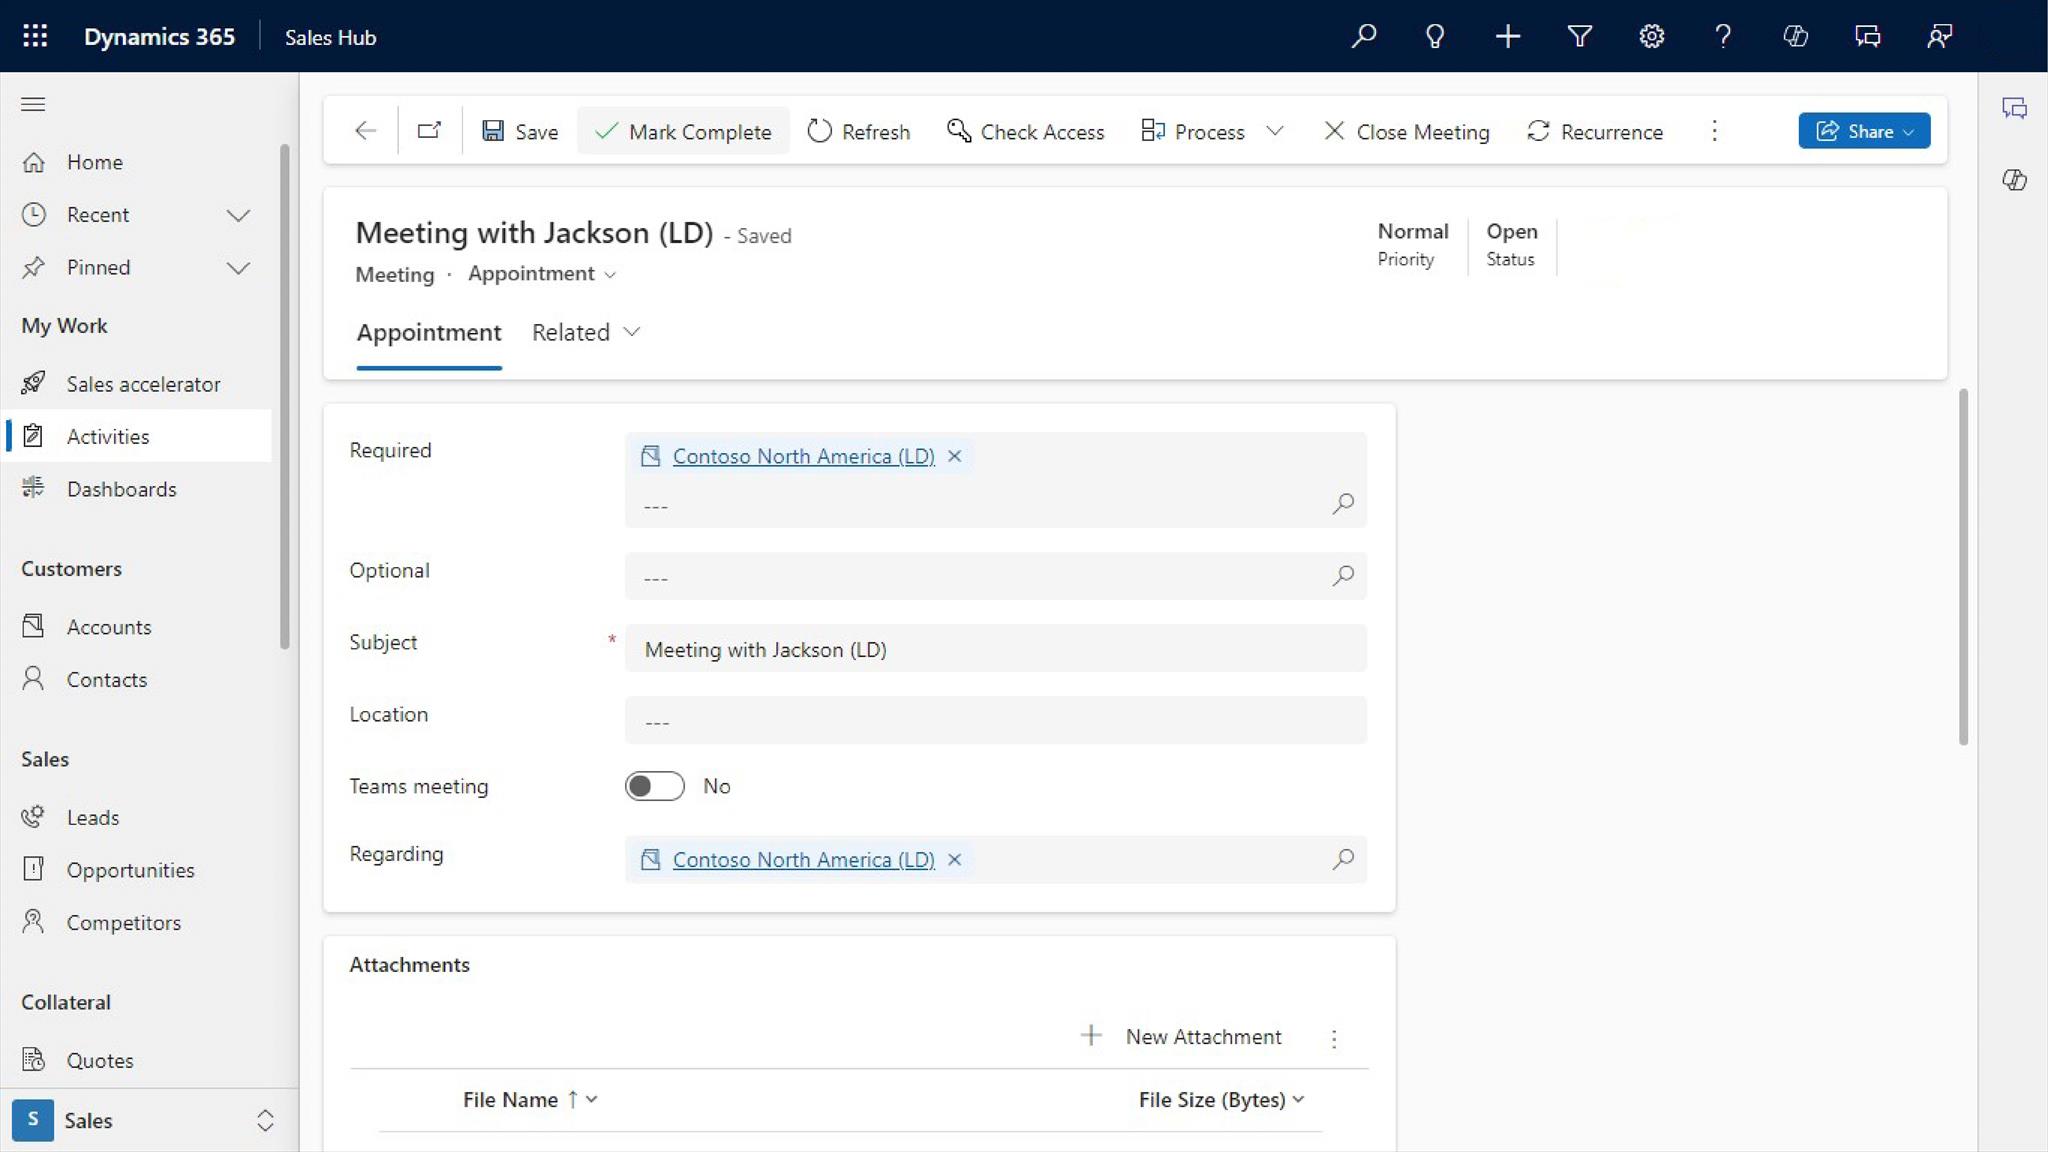 Dynamics 365
Sales Hub
Home
Recent
Pinned
My Work
Sales accelerator
Activities
Dashboards
Customers
Accounts
Contacts
Sales
Leads
Opportunities
Competitors
Collateral
Quotes
S
Sales
Save
Mark Complete
Refresh
Check Access
Process
Close Meeting
Recurrence
Share
Meeting with Jackson (LD) - Saved
Meeting · Appointment
Normal
Priority
Open
Status
Appointment
Related
Required
Contoso North America (LD)
---
Optional
---
Subject
*
Meeting with Jackson (LD)
Location
---
Teams meeting
No
Regarding
Contoso North America (LD)
Attachments
New Attachment
File Name
File Size (Bytes)